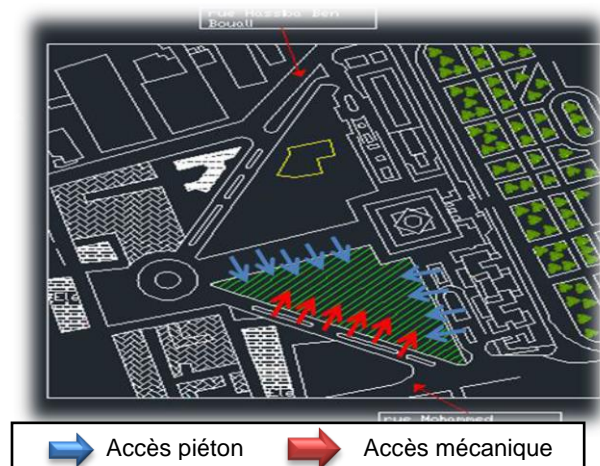 rue Hassiba Ben
Bouali
rue Mohammed
Accès piéton
Accès mécanique